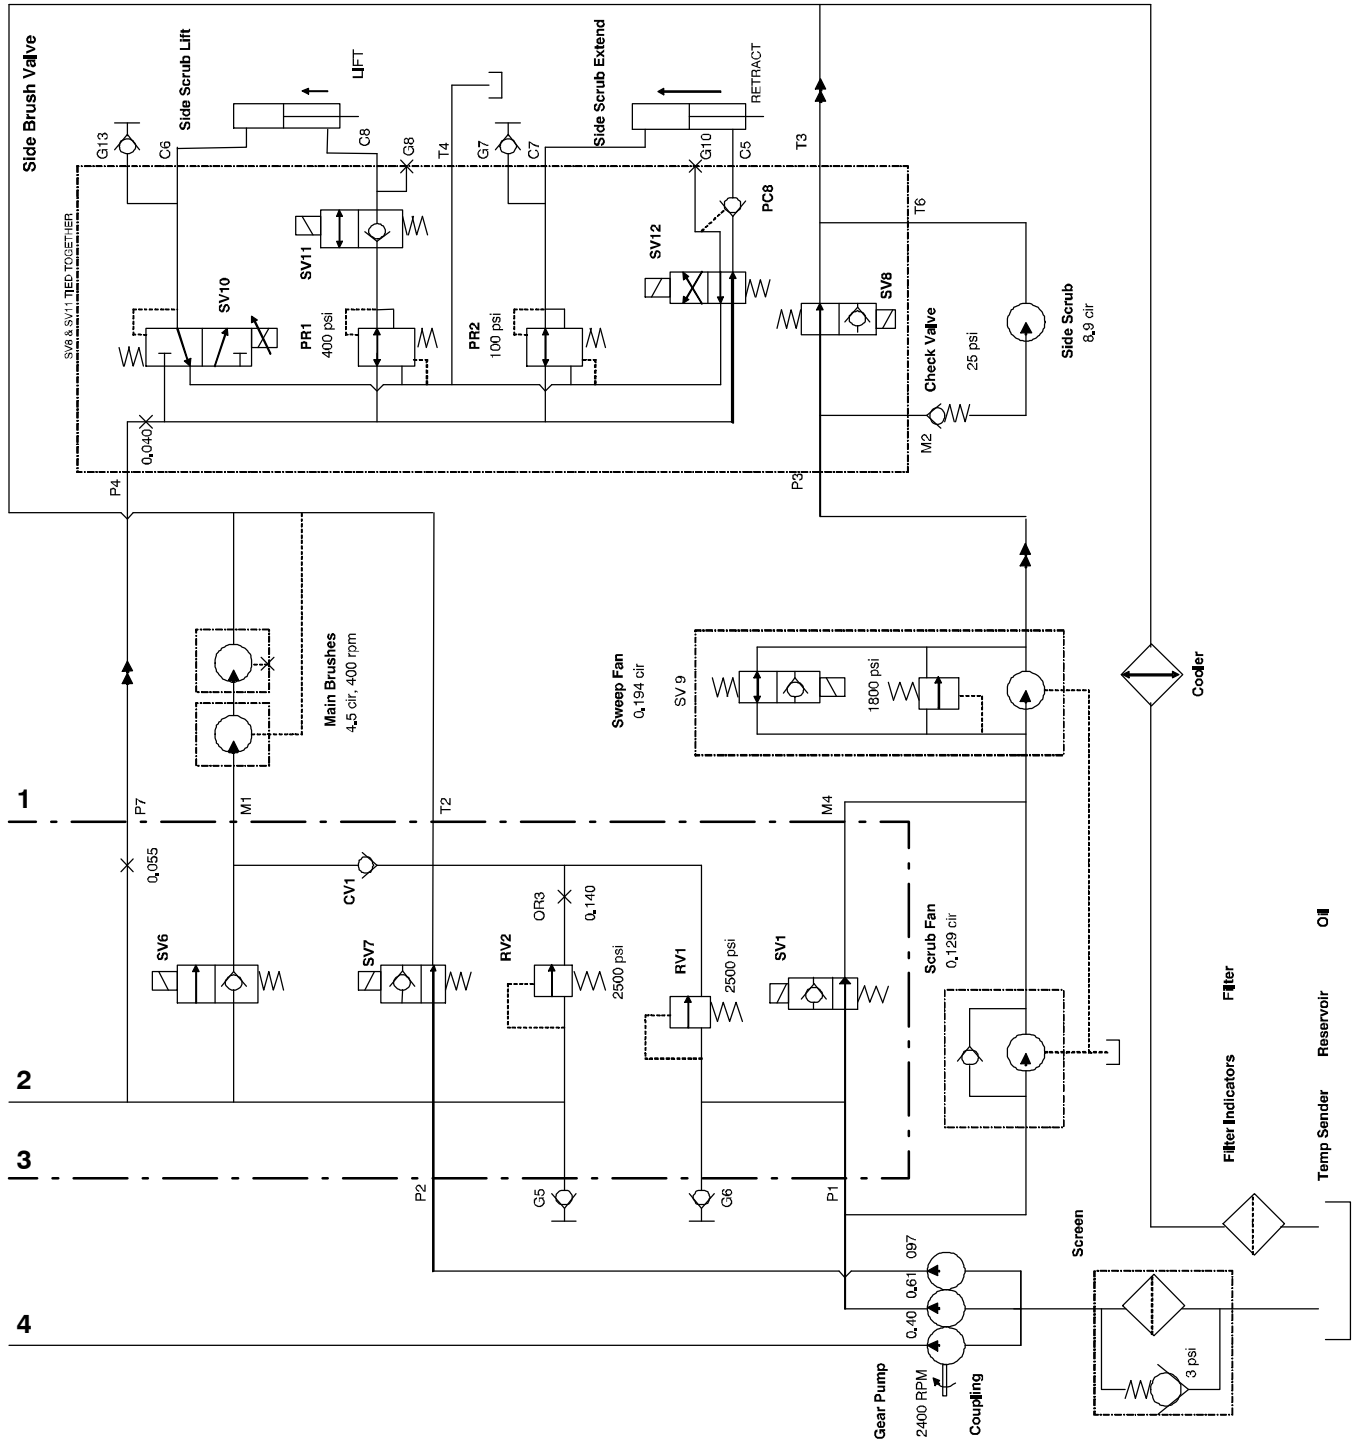 Side Brush Valve
SV8 & SV11 TIED TOGETHER
G13
C6
Side Scrub Lift
LIFT
C8
G8
T4
G7
C7
Side Scrub Extend
G10
C5
RETRACT
T3
T6
SV10
SV11
PR1
400 psi
PR2
100 psi
SV12
PC8
SV8
Check Valve
25 psi
M2
Side Scrub
8.9 cir
0.040
P4
P3
Main Brushes
4.5 cir, 400 rpm
Sweep Fan
0.194 cir
SV 9
1800 psi
Cooler
1
P7
M1
T2
M4
0.055
CV1
OR3
0.140
SV6
SV7
RV2
2500 psi
RV1
2500 psi
SV1
Scrub Fan
0.129 cir
2
3
P2
G5
G6
P1
4
0.40
0.61
097
Gear Pump
2400 RPM
Coupling
Screen
3 psi
Filter Indicators
Filter
Temp Sender
Reservoir
Oil